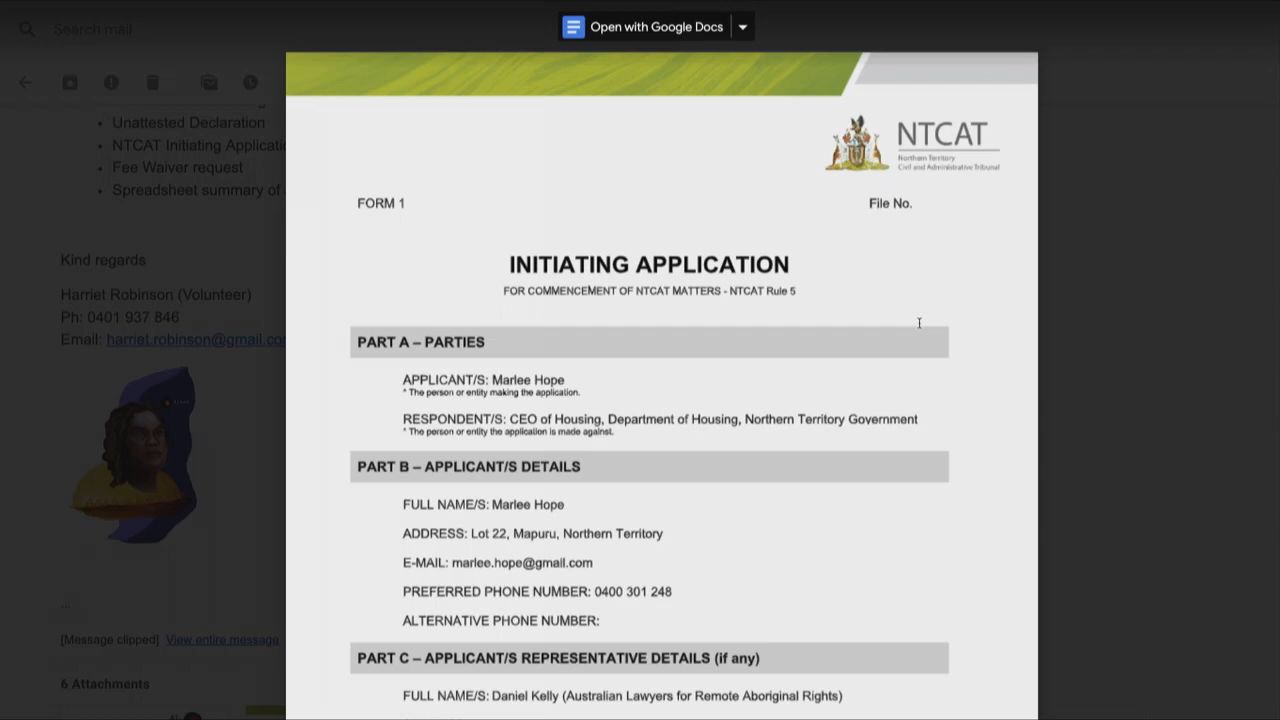 Search mail
Open with Google Docs
Unattested Declaration
NTCAT Initiating Applicatio
Fee Waiver request
Spreadsheet summary of
Kind regards
Harriet Robinson (Volunteer)
Ph: 0401 937 846
Email: harriet.robinson@gmail.co
...
[Message clipped] View entire message
6 Attachments
NTCAT
Northern Territory
Civil and Administrative Tribunal
FORM 1
File No.
INITIATING APPLICATION
FOR COMMENCEMENT OF NTCAT MATTERS - NTCAT Rule 5
PART A – PARTIES
APPLICANT/S: Marlee Hope
* The person or entity making the application.
RESPONDENT/S: CEO of Housing, Department of Housing, Northern Territory Government
* The person or entity the application is made against.
PART B – APPLICANT/S DETAILS
FULL NAME/S: Marlee Hope
ADDRESS: Lot 22, Mapuru, Northern Territory
E-MAIL: marlee.hope@gmail.com
PREFERRED PHONE NUMBER: 0400 301 248
ALTERNATIVE PHONE NUMBER:
PART C – APPLICANT/S REPRESENTATIVE DETAILS (if any)
FULL NAME/S: Daniel Kelly (Australian Lawyers for Remote Aboriginal Rights)